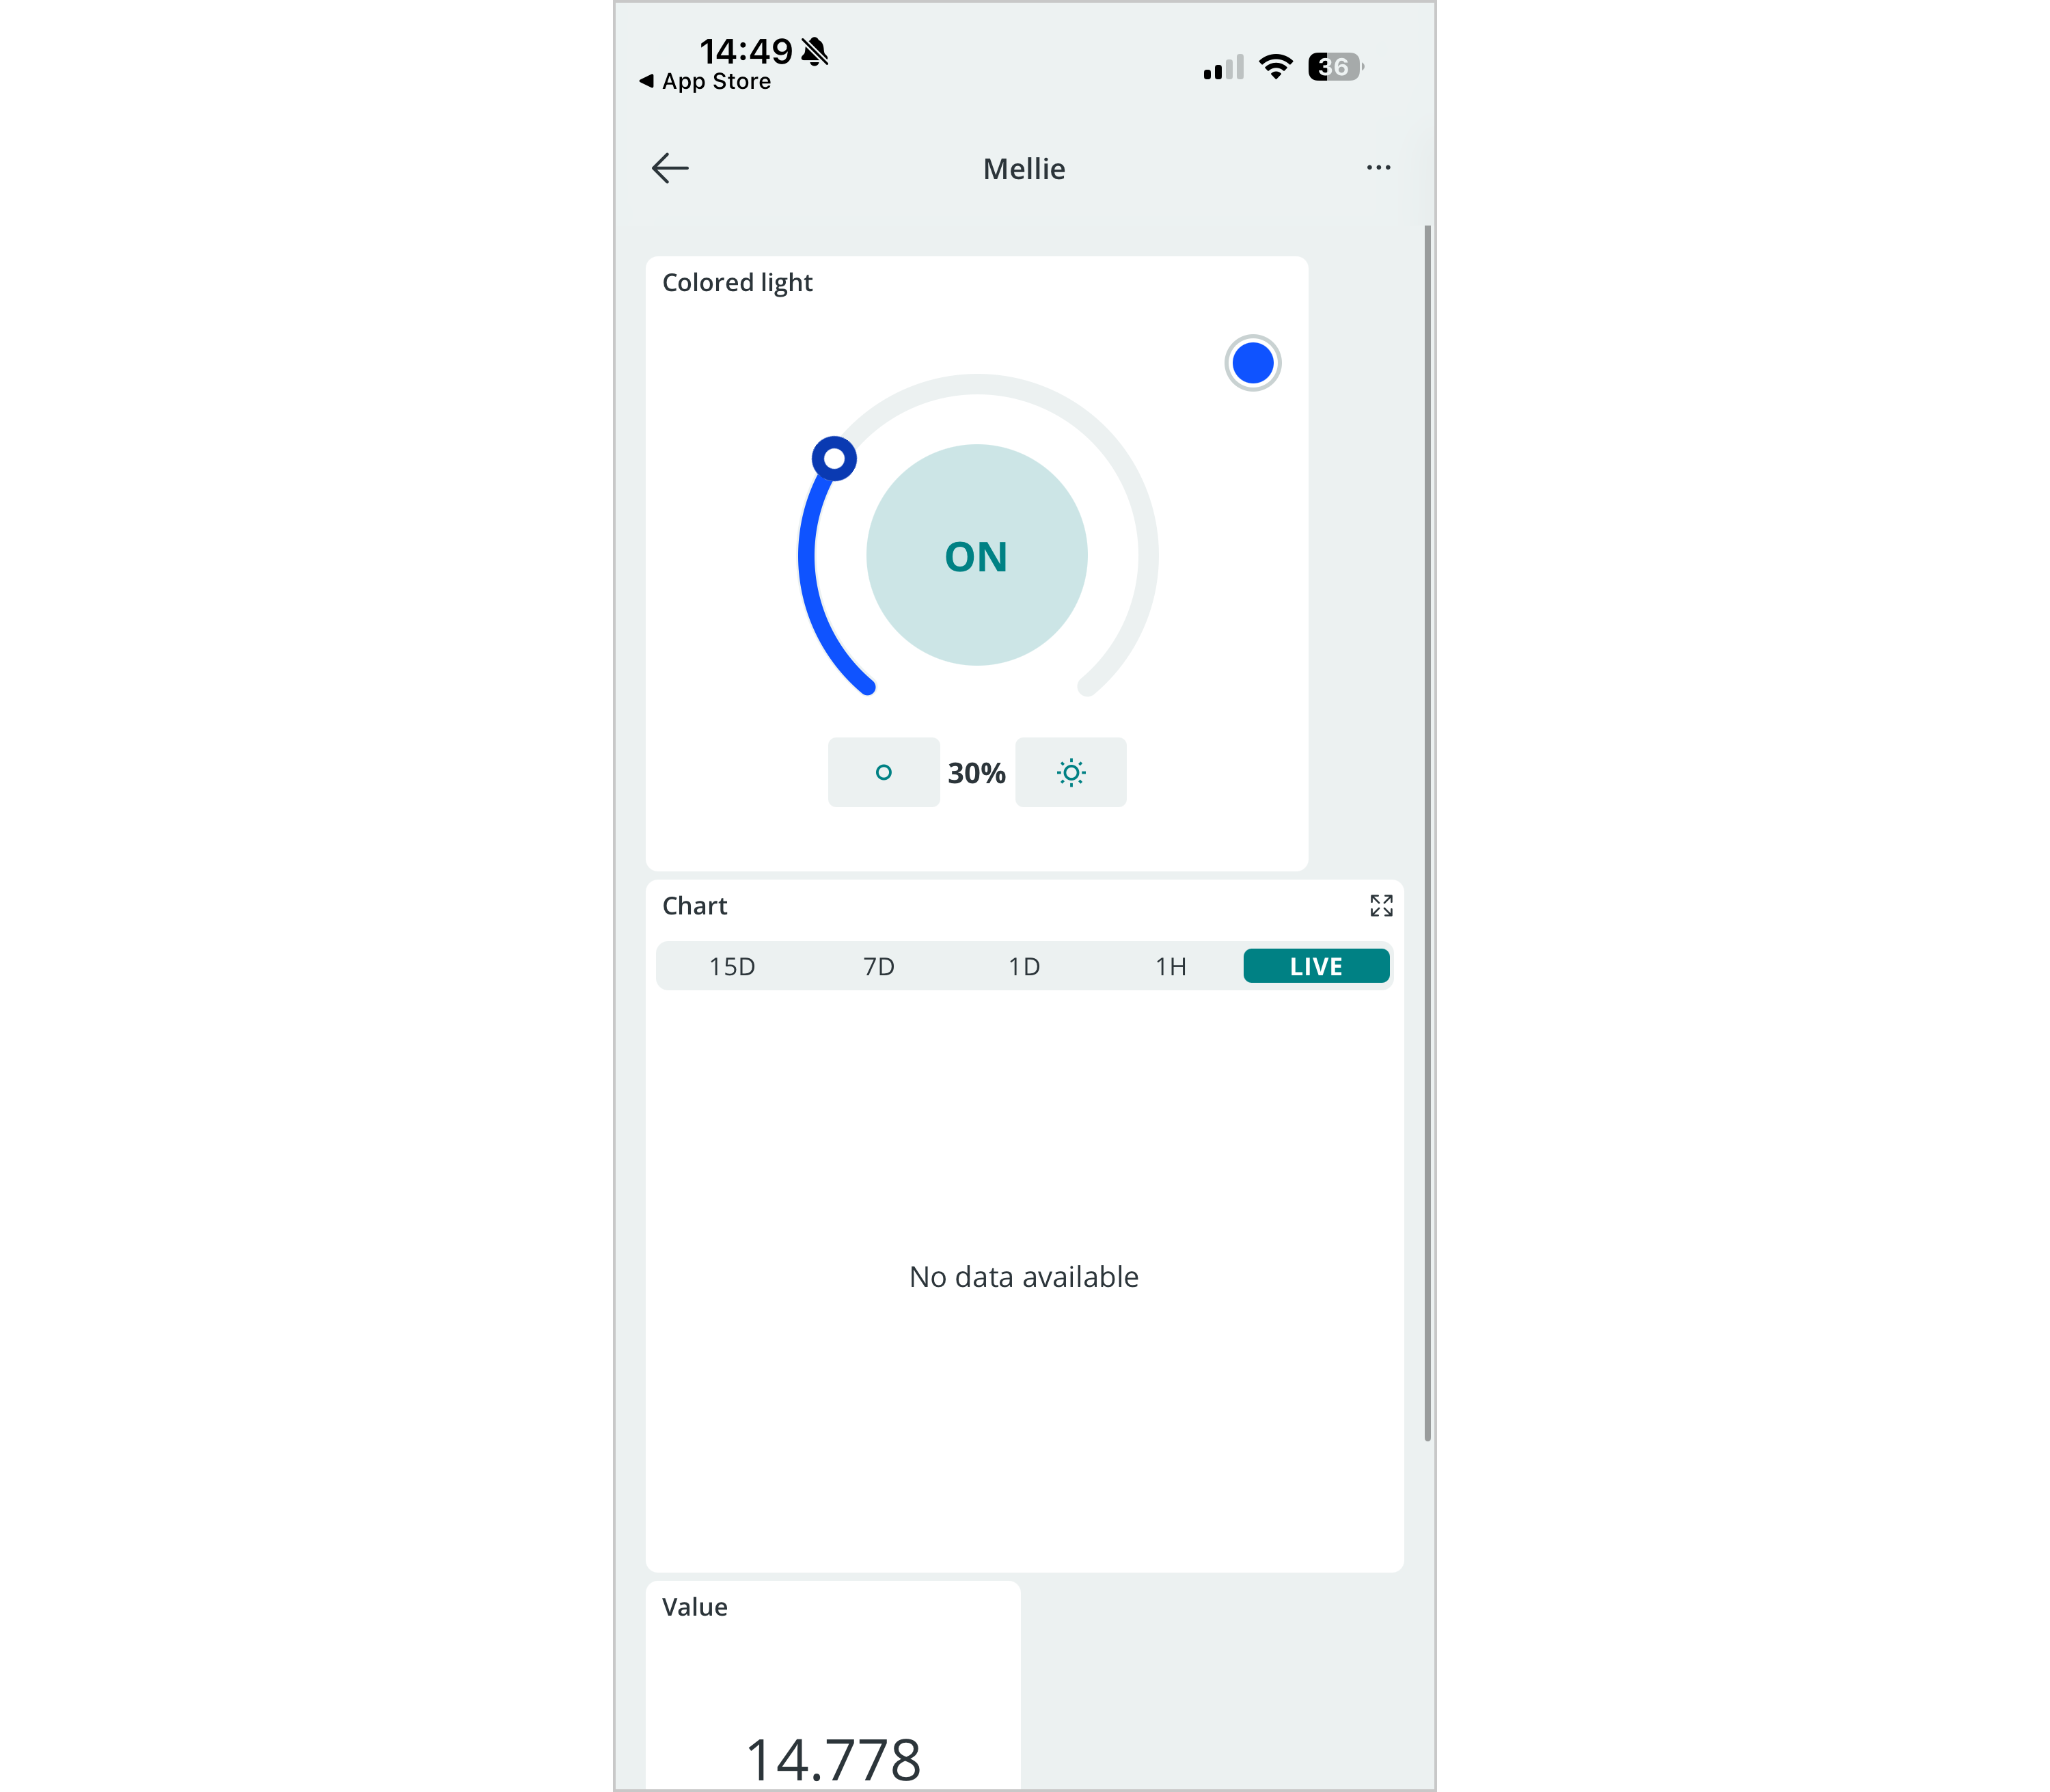 14:49
App Store
36
Mellie
...
Colored light
ON
30%
Chart
15D 7D 1D 1H LIVE
No data available
Value
14.778